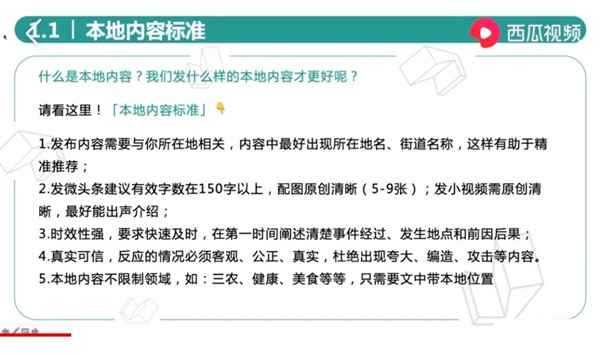 1.1 | 本地内容标准
西瓜视频
什么是本地内容？我们发什么样的本地内容才更好呢？
请看这里！「本地内容标准」👇
1.发布内容需要与你所在地相关，内容中最好出现所在地名、街道名称，这样有助于精
准推荐；
2.发微头条建议有效字数在150字以上，配图原创清晰（5-9张）；发小视频需原创清
晰，最好能出声介绍；
3.时效性强，要求快速及时，在第一时间阐述清楚事件经过、发生地点和前因后果；
4.真实可信，反应的情况必须客观、公正、真实，杜绝出现夸大、编造、攻击等内容。
5.本地内容不限制领域，如：三农、健康、美食等等，只需要文中带本地位置